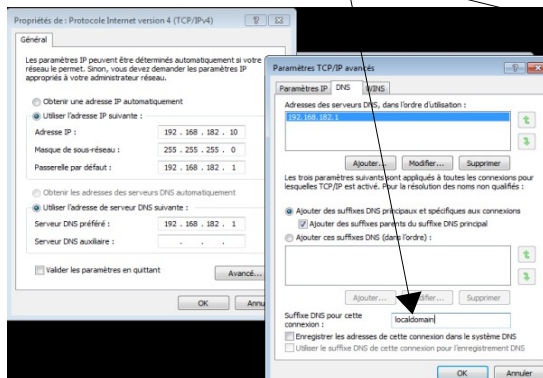 Propriétés de : Protocole Internet version 4 (TCP/IPv4)
Général
Les paramètres IP peuvent être déterminés automatiquement si votre
réseau le permet. Sinon, vous devez demander les paramètres IP
appropriés à votre administrateur réseau.
Obtenir une adresse IP automatiquement
Utiliser l'adresse IP suivante :
Adresse IP : 192 . 168 . 182 . 10
Masque de sous-réseau : 255 . 255 . 255 . 0
Passerelle par défaut : 192 . 168 . 182 . 1
Obtenir les adresses des serveurs DNS automatiquement
Utiliser l'adresse de serveur DNS suivante :
Serveur DNS préféré : 192 . 168 . 182 . 1
Serveur DNS auxiliaire : . . .
Valider les paramètres en quittant
Avancé...
OK
Annu
Paramètres TCP/IP avancés
Paramètres IP DNS WINS
Adresses des serveurs DNS, dans l'ordre d'utilisation :
192.168.182.1
Ajouter... Modifier... Supprimer
Les trois paramètres suivants sont appliqués à toutes les connexions pour
lesquelles TCP/IP est activé. Pour la résolution des noms non qualifiés :
Ajouter des suffixes DNS principaux et spécifiques aux connexions
Ajouter des suffixes parents du suffixe DNS principal
Ajouter ces suffixes DNS (dans l'ordre) :
Ajouter... Modifier... Supprimer
Suffixe DNS pour cette
connexion :
localdomain
Enregistrer les adresses de cette connexion dans le système DNS
Utiliser le suffixe DNS de cette connexion pour l'enregistrement DNS
OK Annuler